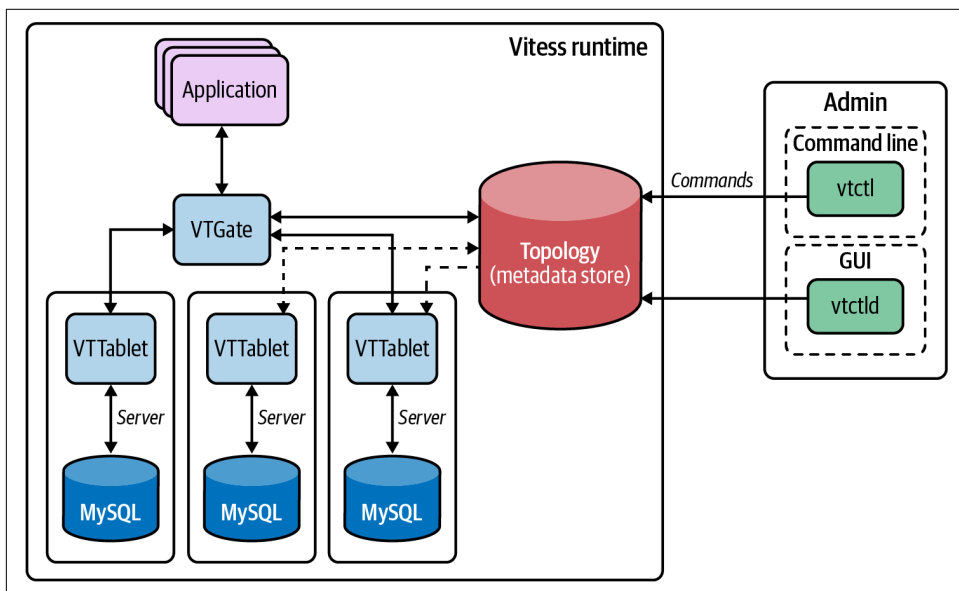 Vitess runtime
Application
VTGate
Topology
(metadata store)
Commands
Admin
Command line
vtctl
GUI
vtctld
VTTablet
VTTablet
VTTablet
Server
Server
Server
MySQL
MySQL
MySQL